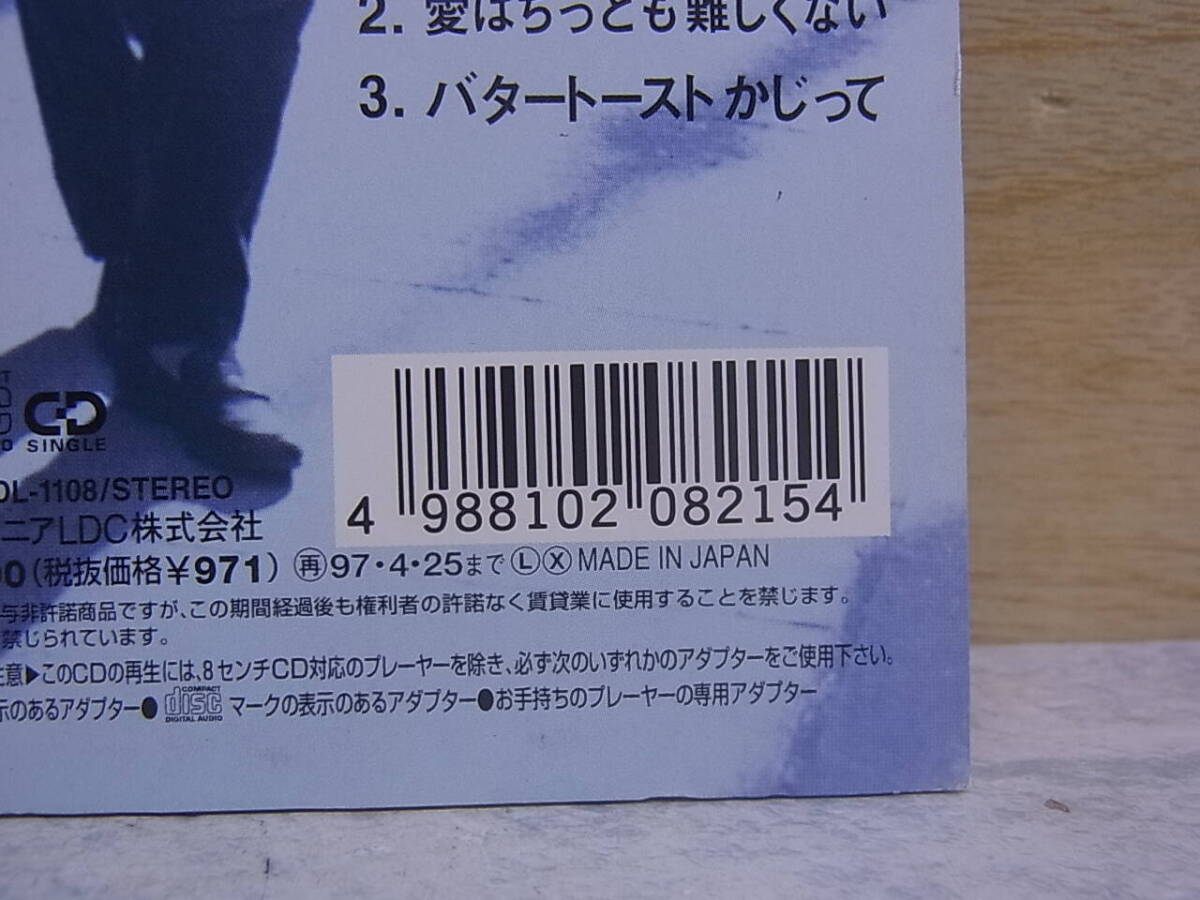 2. 愛はちっとも難しくない
3. バタートースト かじって
CD
SINGLE
DL-1108/STEREO
ニアLDC株式会社
4 988102 082154
(税抜価格¥971) 再97・4・25まで Ⓛ Ⓧ MADE IN JAPAN
与非許諾商品ですが、この期間経過後も権利者の許諾なく賃貸業に使用することを禁じます。
禁じられています。
注意▶このCDの再生には、8センチCD対応のプレーヤーを除き、必ず次のいずれかのアダプターをご使用下さい。
示のあるアダプター● COMPACT disc DIGITAL AUDIO マークの表示のあるアダプター●お手持ちのプレーヤーの専用アダプター